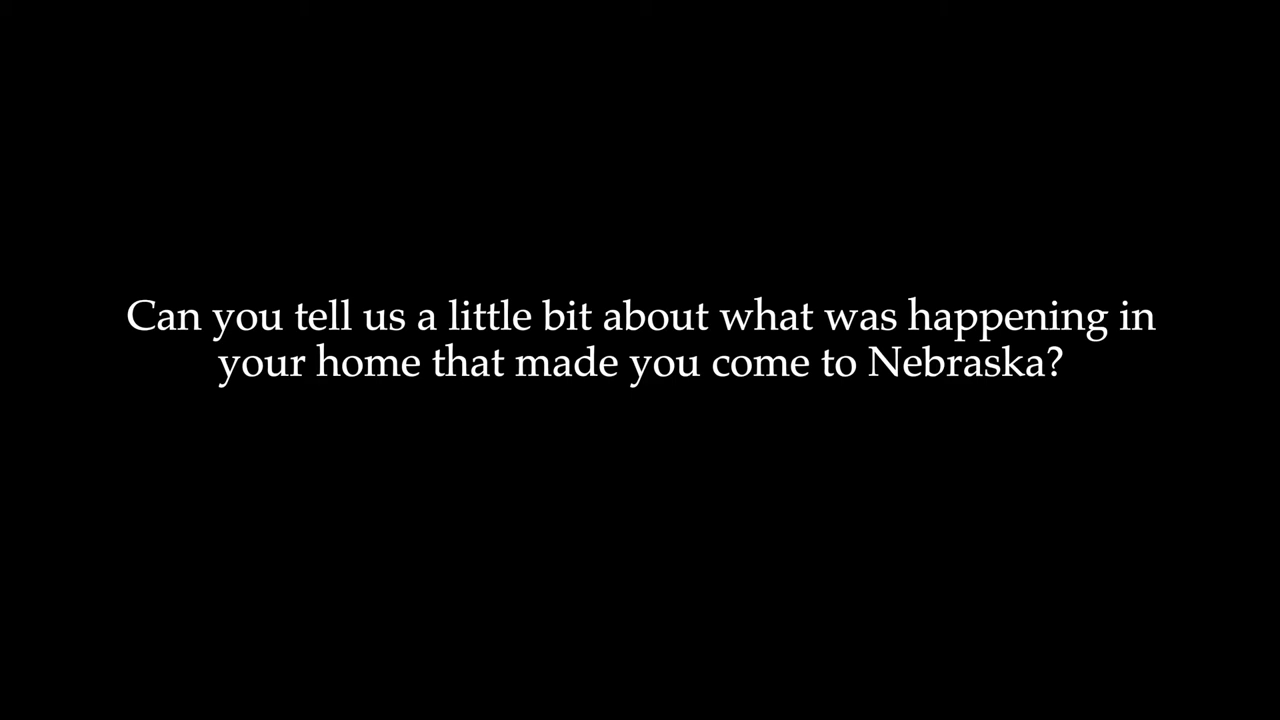 Can you tell us a little bit about what was happening in
your home that made you come to Nebraska?